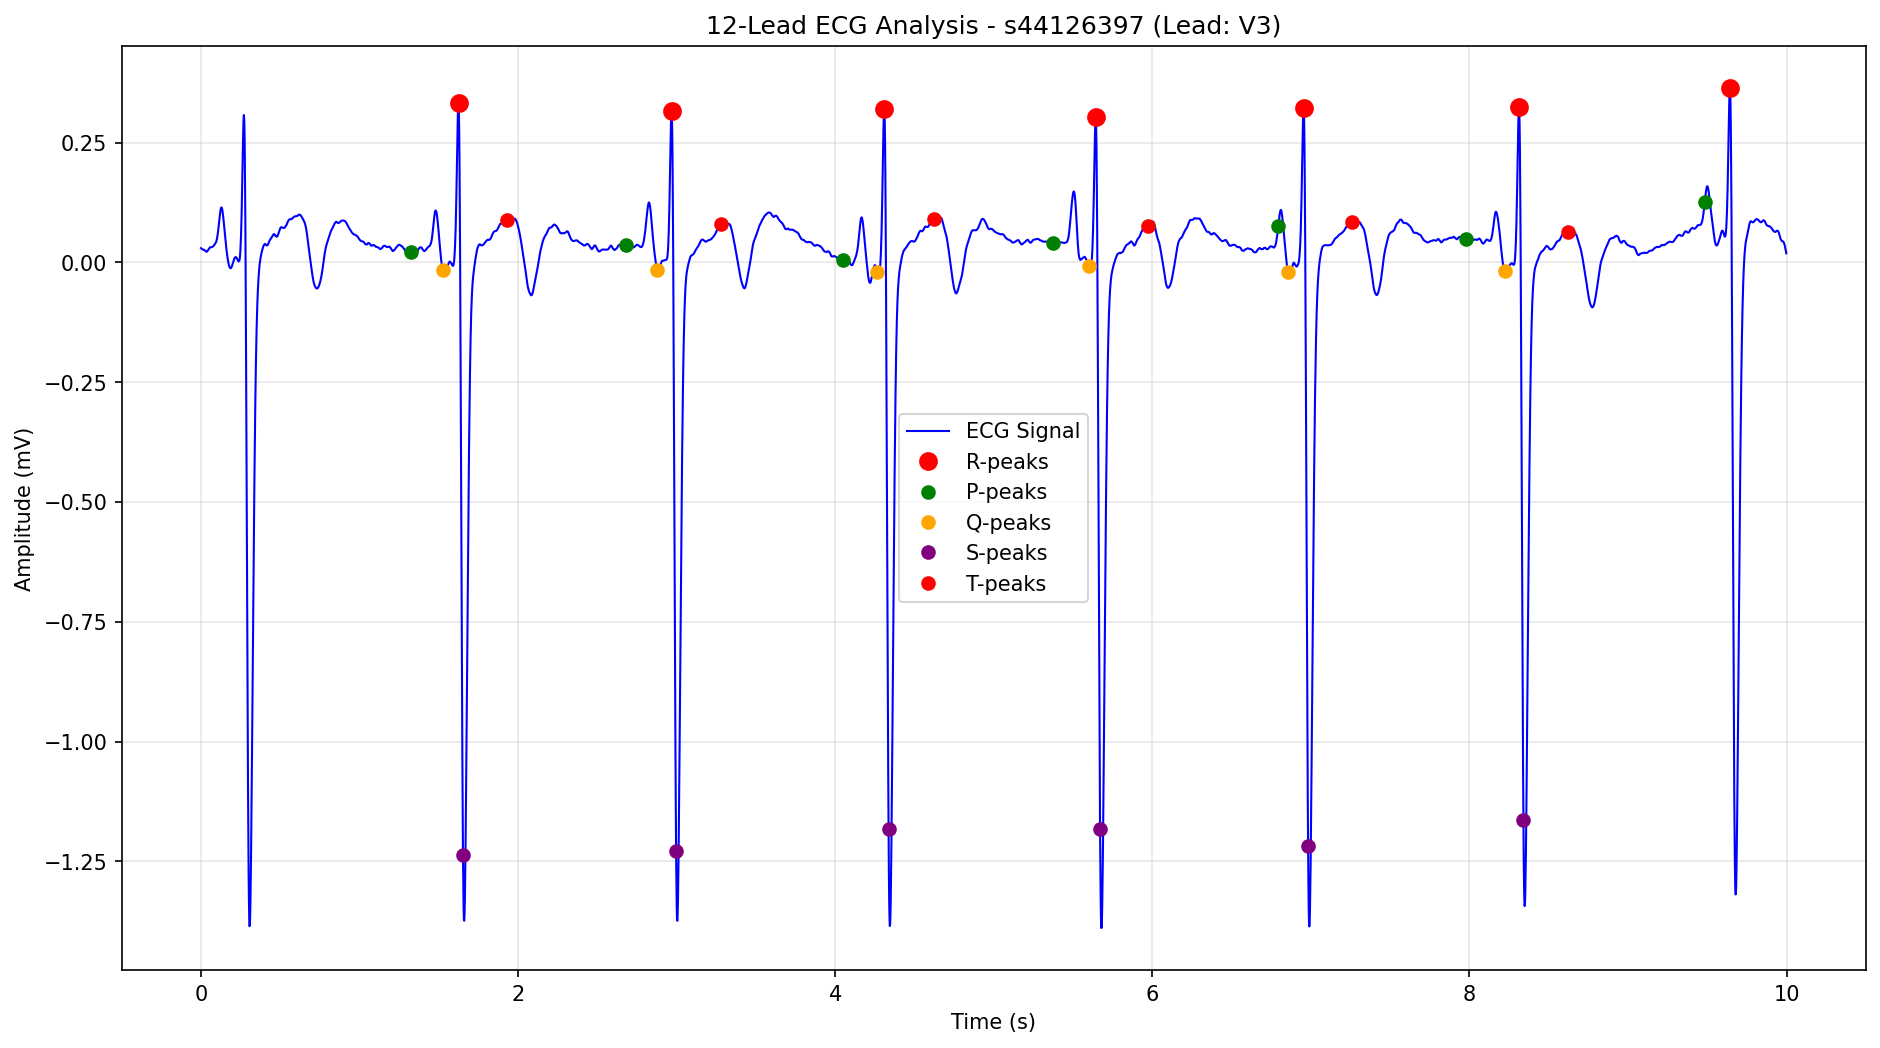 12-Lead ECG Analysis - s44126397 (Lead: V3)
Amplitude (mV)
0.25
0.00
−0.25
−0.50
−0.75
−1.00
−1.25
ECG Signal
R-peaks
P-peaks
Q-peaks
S-peaks
T-peaks
0 2 4 6 8 10
Time (s)